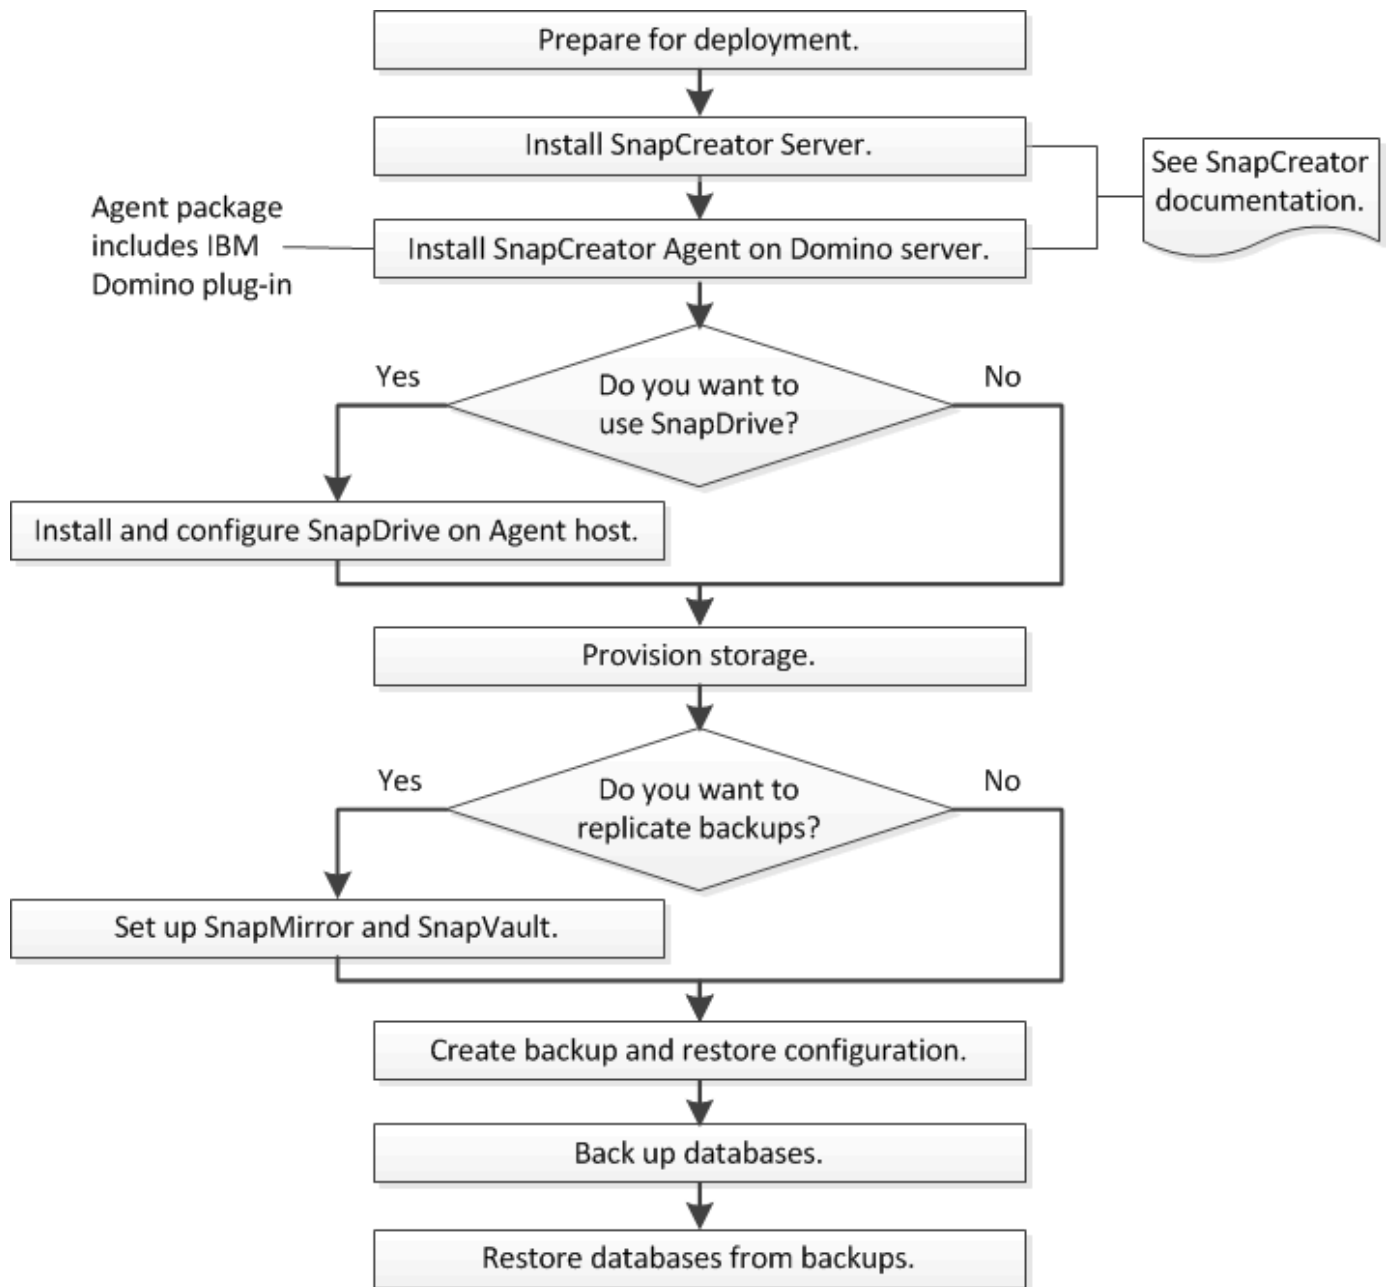 Prepare for deployment.
Install SnapCreator Server.
See SnapCreator
documentation.
Agent package
includes IBM
Domino plug-in
Install SnapCreator Agent on Domino server.
Do you want to
use SnapDrive?
Yes
No
Install and configure SnapDrive on Agent host.
Provision storage.
Do you want to
replicate backups?
Yes
No
Set up SnapMirror and SnapVault.
Create backup and restore configuration.
Back up databases.
Restore databases from backups.